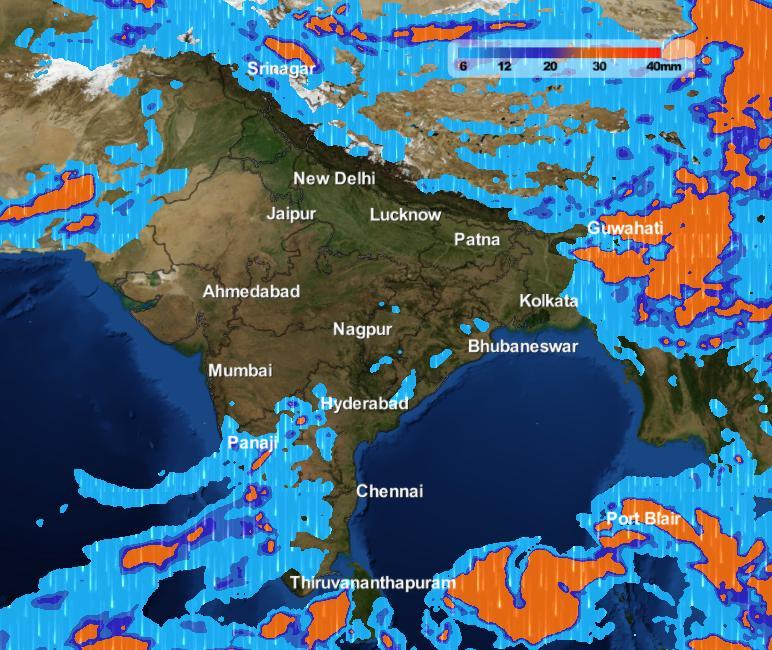 6 12 20 30 40mm
Srinagar
New Delhi
Jaipur
Lucknow
Guwahati
Patna
Ahmedabad
Kolkata
Nagpur
Bhubaneswar
Mumbai
Hyderabad
Panaji
Chennai
Port Blair
Thiruvananthapuram